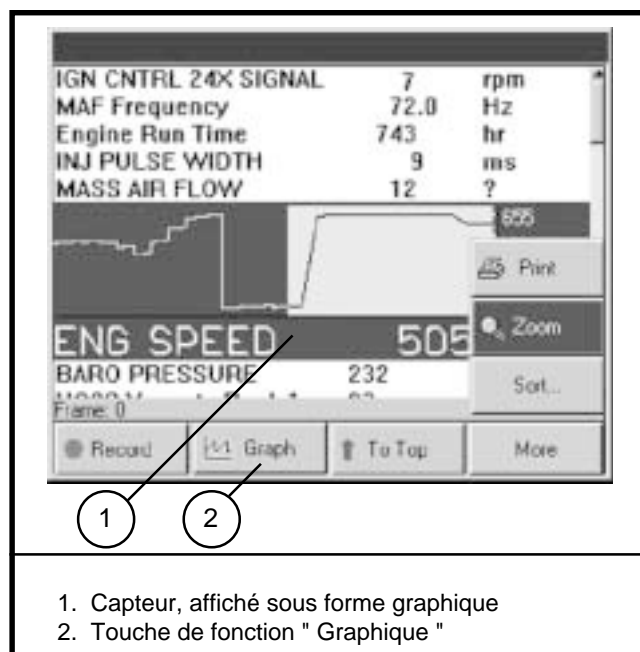 IGN CNTRL 24X SIGNAL 7 rpm
MAF Frequency 72.0 Hz
Engine Run Time 743 hr
INJ PULSE WIDTH 9 ms
MASS AIR FLOW 12 ?
Print
ENG SPEED 505
Zoom
BARO PRESSURE 232
Sort...
Frame: 0
Record Graph To Top More
1 2
1. Capteur, affiché sous forme graphique
2. Touche de fonction " Graphique "